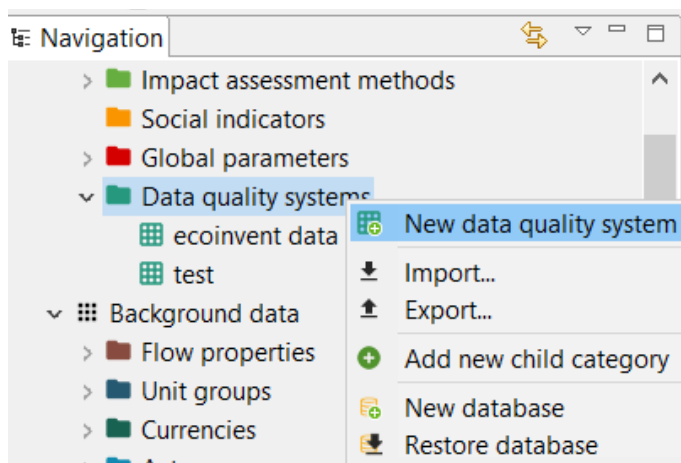 Navigation
Impact assessment methods
Social indicators
Global parameters
Data quality systems
New data quality system
ecoinvent data
Import...
test
Export...
Background data
Add new child category
Flow properties
New database
Unit groups
Restore database
Currencies